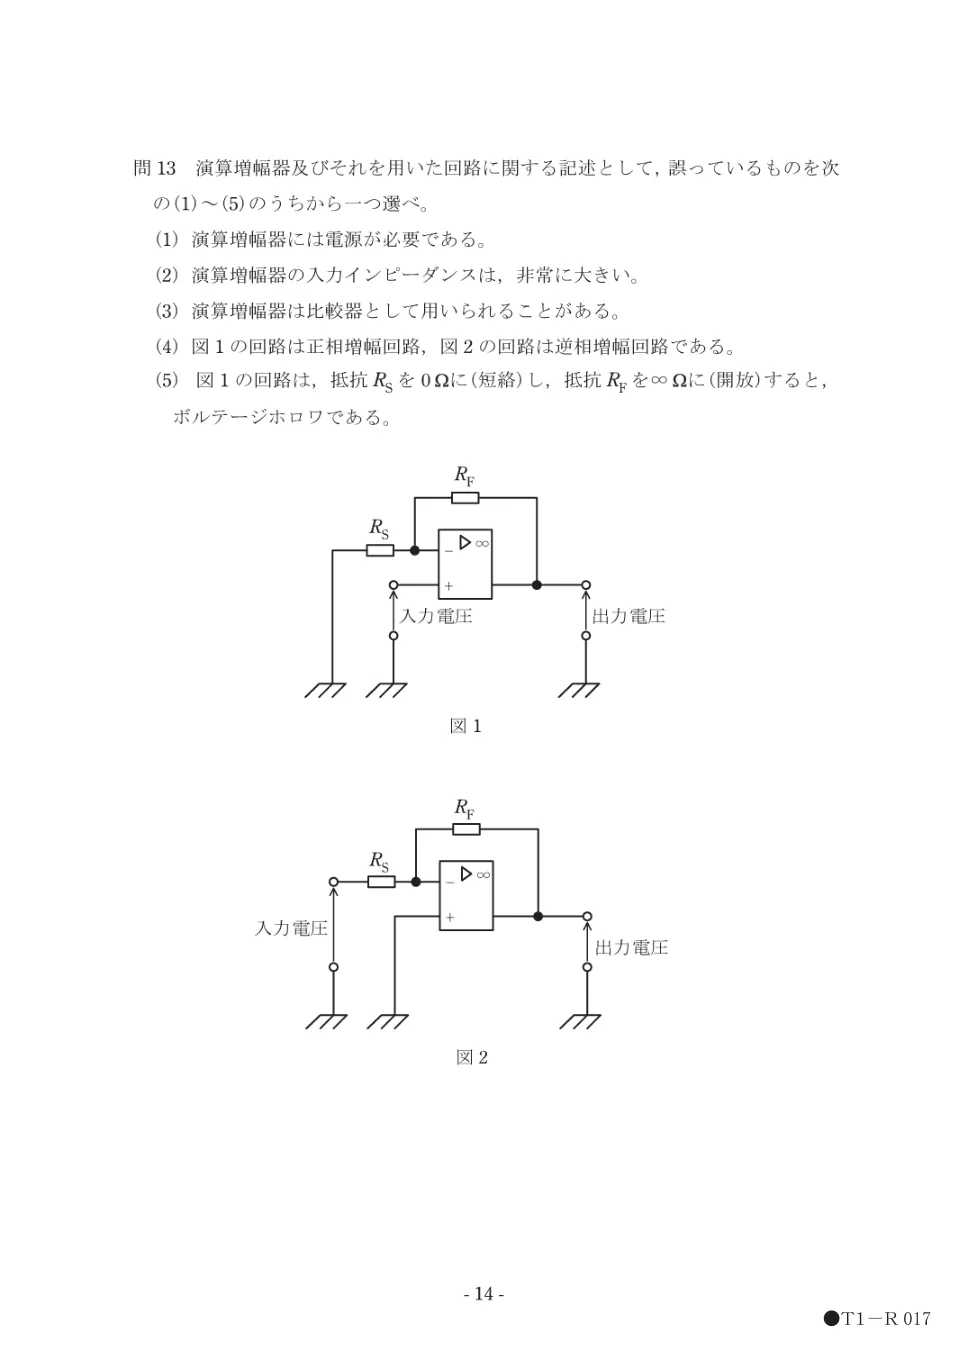 問 13　演算増幅器及びそれを用いた回路に関する記述として，誤っているものを次
の(1)～(5)のうちから一つ選べ。
(1) 演算増幅器には電源が必要である。
(2) 演算増幅器の入力インピーダンスは，非常に大きい。
(3) 演算増幅器は比較器として用いられることがある。
(4) 図 1 の回路は正相増幅回路，図 2 の回路は逆相増幅回路である。
(5) 図 1 の回路は，抵抗 RS を 0 Ωに(短絡)し，抵抗 RF を∞ Ωに(開放)すると，
ボルテージホロワである。
RF
RS
− ▷ ∞
+
入力電圧
出力電圧
図 1
RF
RS
− ▷ ∞
+
入力電圧
出力電圧
図 2
- 14 -
●T1－R 017